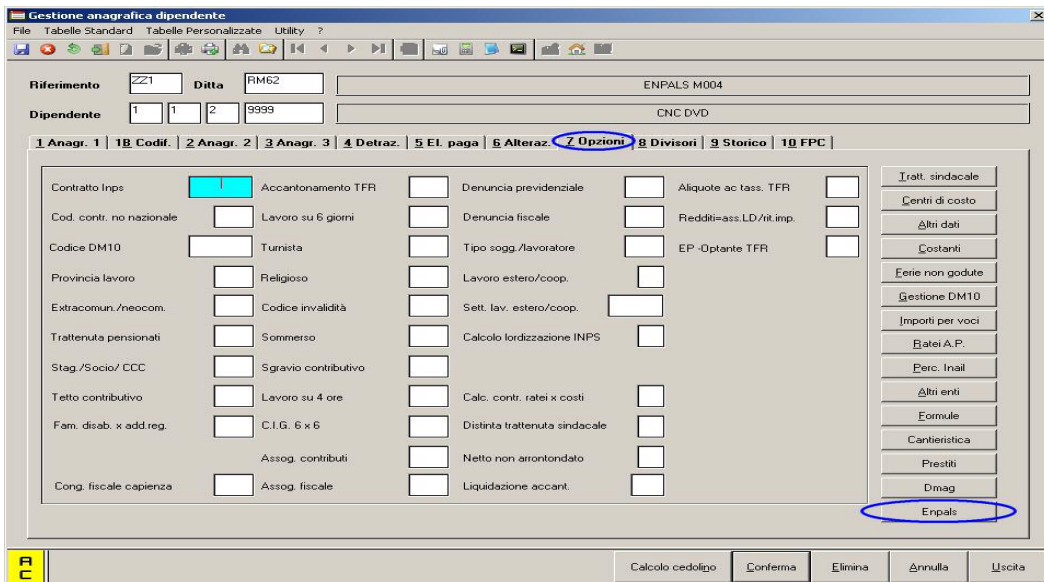 Gestione anagrafica dipendente
File Tabelle Standard Tabelle Personalizzate Utility ?
Riferimento ZZ1 Ditta RM62 ENPALS M004
Dipendente 1 1 2 9999 CNC DVD
1 Anagr. 1 1B Codif. 2 Anagr. 2 3 Anagr. 3 4 Detraz. 5 El. paga 6 Alteraz. 7 Opzioni 8 Divisori 9 Storico 10 FPC
Contratto Inps Accantonamento TFR Denuncia previdenziale Aliquote ac tass. TFR
Cod. contr. no nazionale Lavoro su 6 giorni Denuncia fiscale Redditi=ass.LD/rit.imp.
Codice DM10 Turnista Tipo sogg./lavoratore EP -Optante TFR
Provincia lavoro Religioso Lavoro estero/coop.
Extracomun./neocom. Codice invalidità Sett. lav. estero/coop.
Trattenuta pensionati Sommerso Calcolo lordizzazione INPS
Stag./Socio/ CCC Sgravio contributivo
Tetto contributivo Lavoro su 4 ore Calc. contr. ratei x costi
Fam. disab. x add.reg. C.I.G. 6 x 6 Distinta trattenuta sindacale
Assog. contributi Netto non arrontondato
Cong. fiscale capienza Assog. fiscale Liquidazione accant.
Tratt. sindacale
Centri di costo
Altri dati
Costanti
Ferie non godute
Gestione DM10
Importi per voci
Ratei A.P.
Perc. Inail
Altri enti
Formule
Cantieristica
Prestiti
Dmag
Enpals
A
C
Calcolo cedolino Conferma Elimina Annulla Uscita